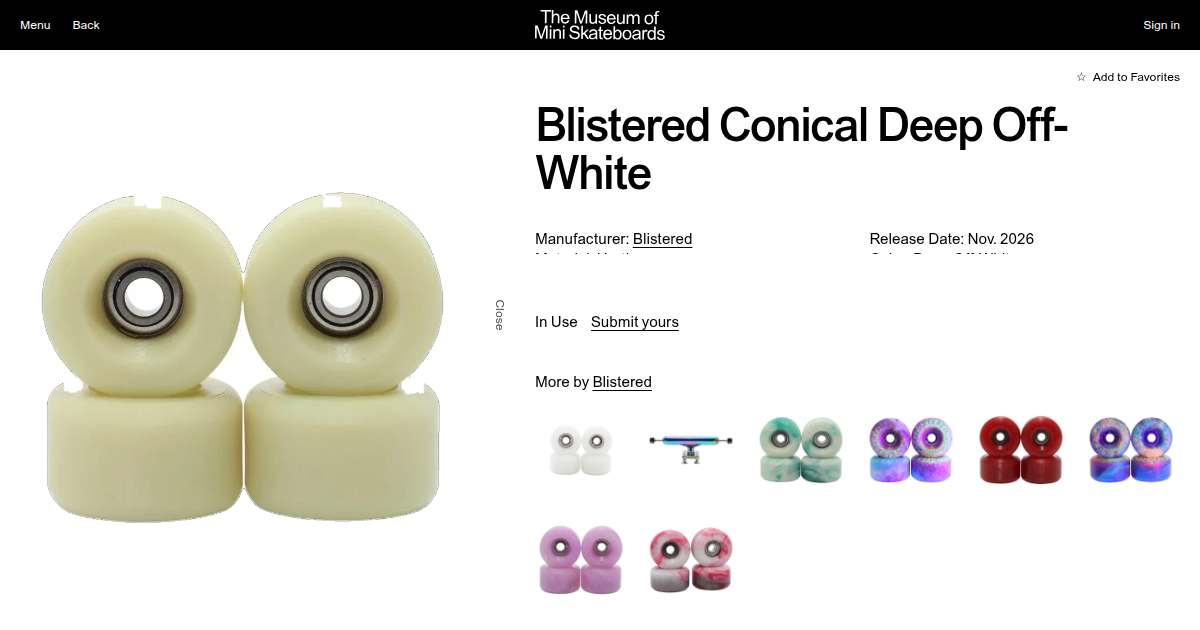 Menu
Back
The Museum of
Mini Skateboards
Sign in
☆ Add to Favorites
Blistered Conical Deep Off-
White
Manufacturer: Blistered
Release Date: Nov. 2026
Close
In Use
Submit yours
More by Blistered